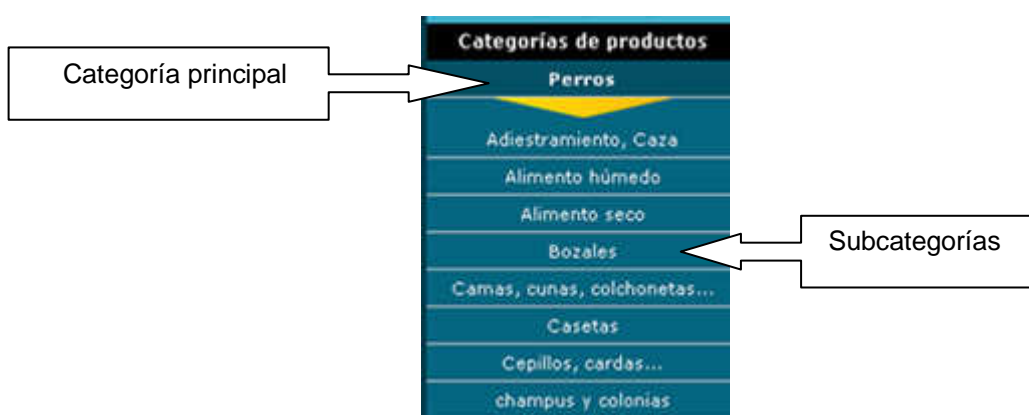 Categorías de productos
Categoría principal
Perros
Adiestramiento, Caza
Alimento húmedo
Alimento seco
Bozales
Subcategorías
Camas, cunas, colchonetas...
Casetas
Cepillos, cardas...
champus y colonias